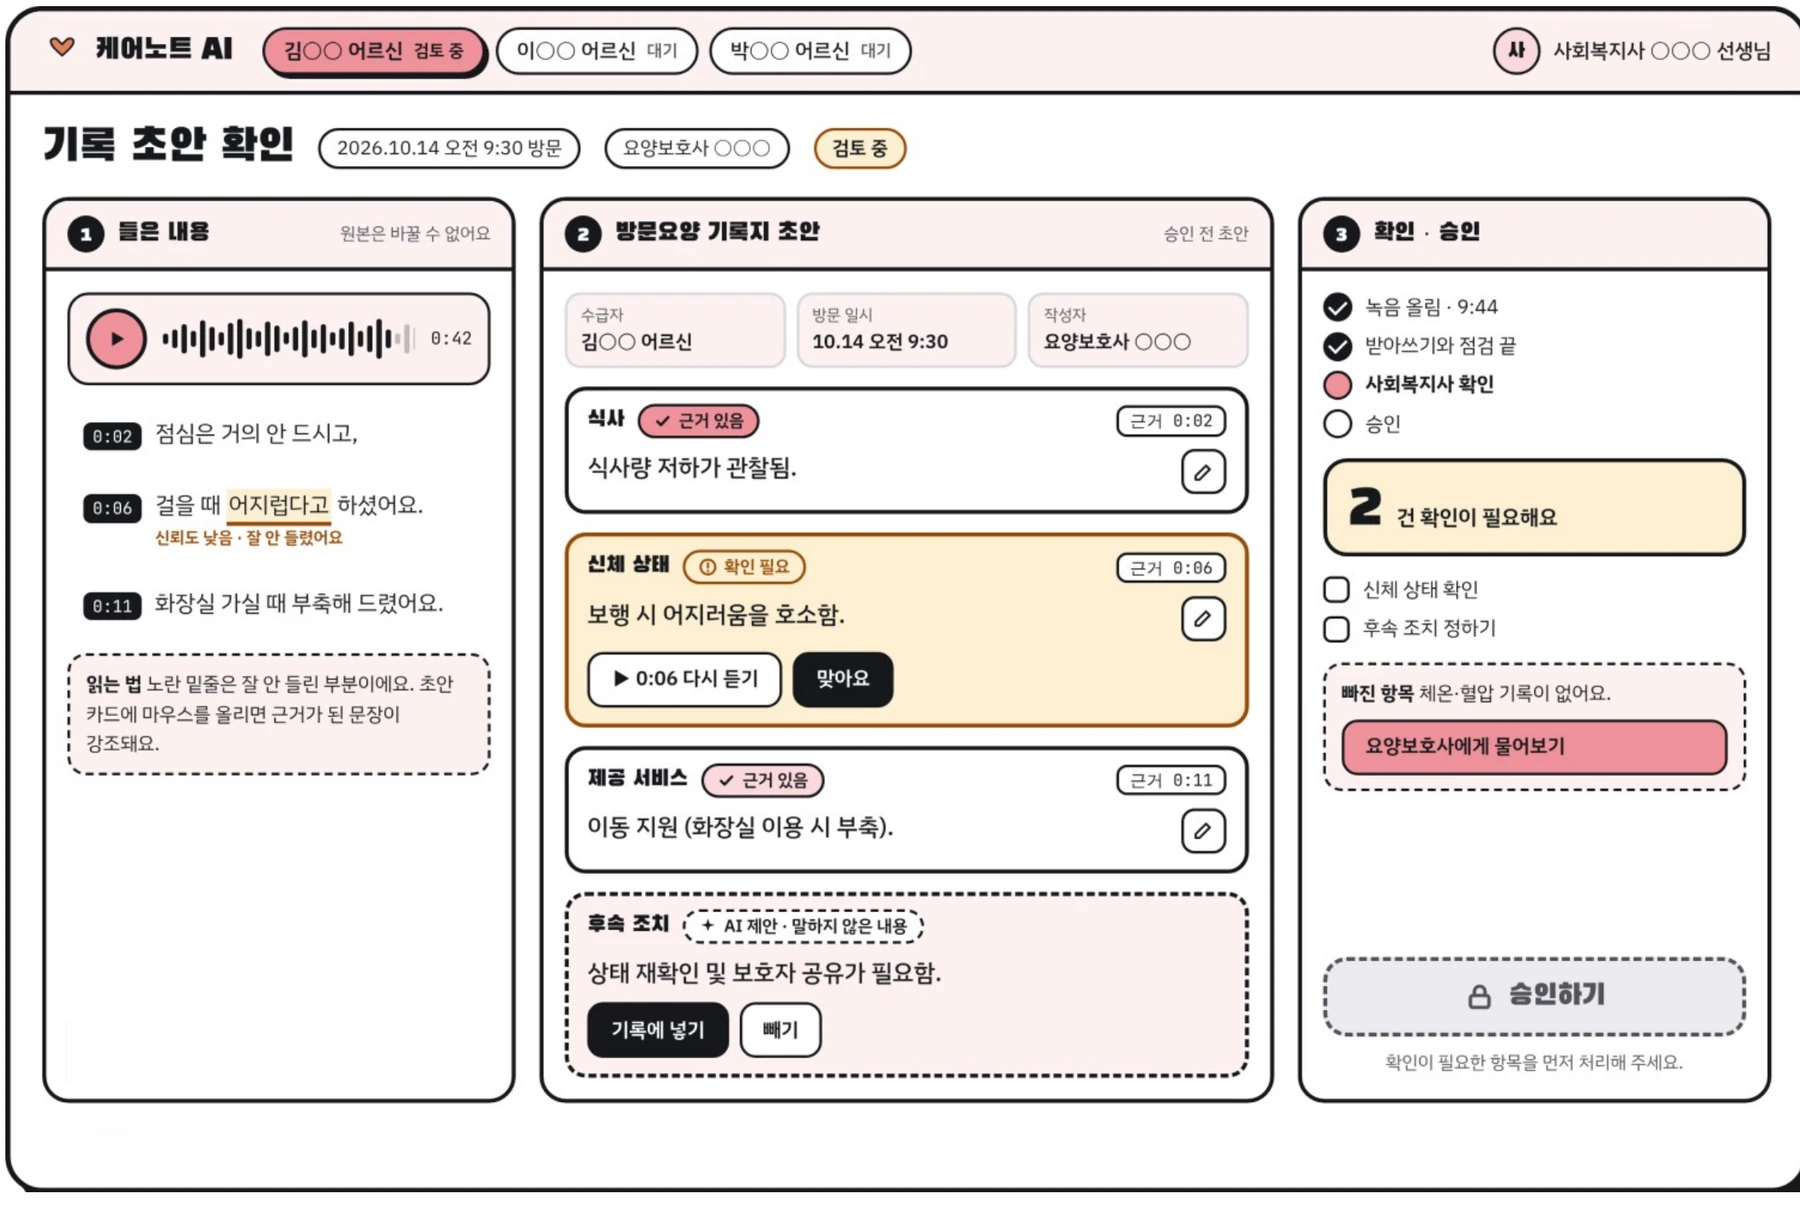 케어노트 AI
김○○ 어르신 검토 중
이○○ 어르신 대기
박○○ 어르신 대기
사
사회복지사 ○○○ 선생님
기록 초안 확인
2026.10.14 오전 9:30 방문
요양보호사 ○○○
검토 중
1 들은 내용
원본은 바꿀 수 없어요
0:42
0:02 점심은 거의 안 드시고,
0:06 걸을 때 어지럽다고 하셨어요.
신뢰도 낮음 · 잘 안 들렸어요
0:11 화장실 가실 때 부축해 드렸어요.
읽는 법 노란 밑줄은 잘 안 들린 부분이에요. 초안
카드에 마우스를 올리면 근거가 된 문장이
강조돼요.
2 방문요양 기록지 초안
승인 전 초안
수급자
김○○ 어르신
방문 일시
10.14 오전 9:30
작성자
요양보호사 ○○○
식사 근거 있음
근거 0:02
식사량 저하가 관찰됨.
신체 상태 확인 필요
근거 0:06
보행 시 어지러움을 호소함.
0:06 다시 듣기
맞아요
제공 서비스 근거 있음
근거 0:11
이동 지원 (화장실 이용 시 부축).
후속 조치 AI 제안 · 말하지 않은 내용
상태 재확인 및 보호자 공유가 필요함.
기록에 넣기
빼기
3 확인 · 승인
녹음 올림 · 9:44
받아쓰기와 점검 끝
사회복지사 확인
승인
2 건 확인이 필요해요
신체 상태 확인
후속 조치 정하기
빠진 항목 체온·혈압 기록이 없어요.
요양보호사에게 물어보기
승인하기
확인이 필요한 항목을 먼저 처리해 주세요.